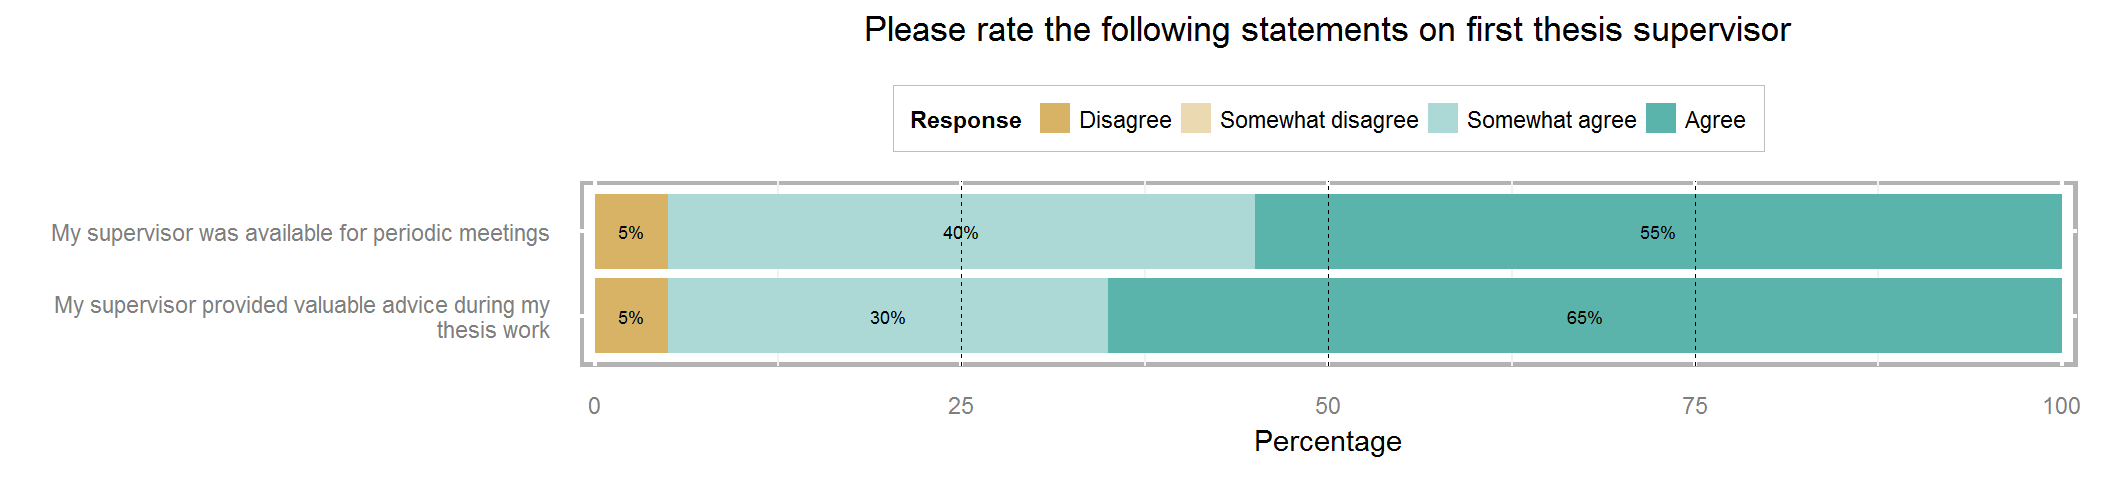 Please rate the following statements on first thesis supervisor
Response Disagree Somewhat disagree Somewhat agree Agree
My supervisor was available for periodic meetings 5% 40% 55%
My supervisor provided valuable advice during my
thesis work
5% 30% 65%
0 25 50 75 100
Percentage